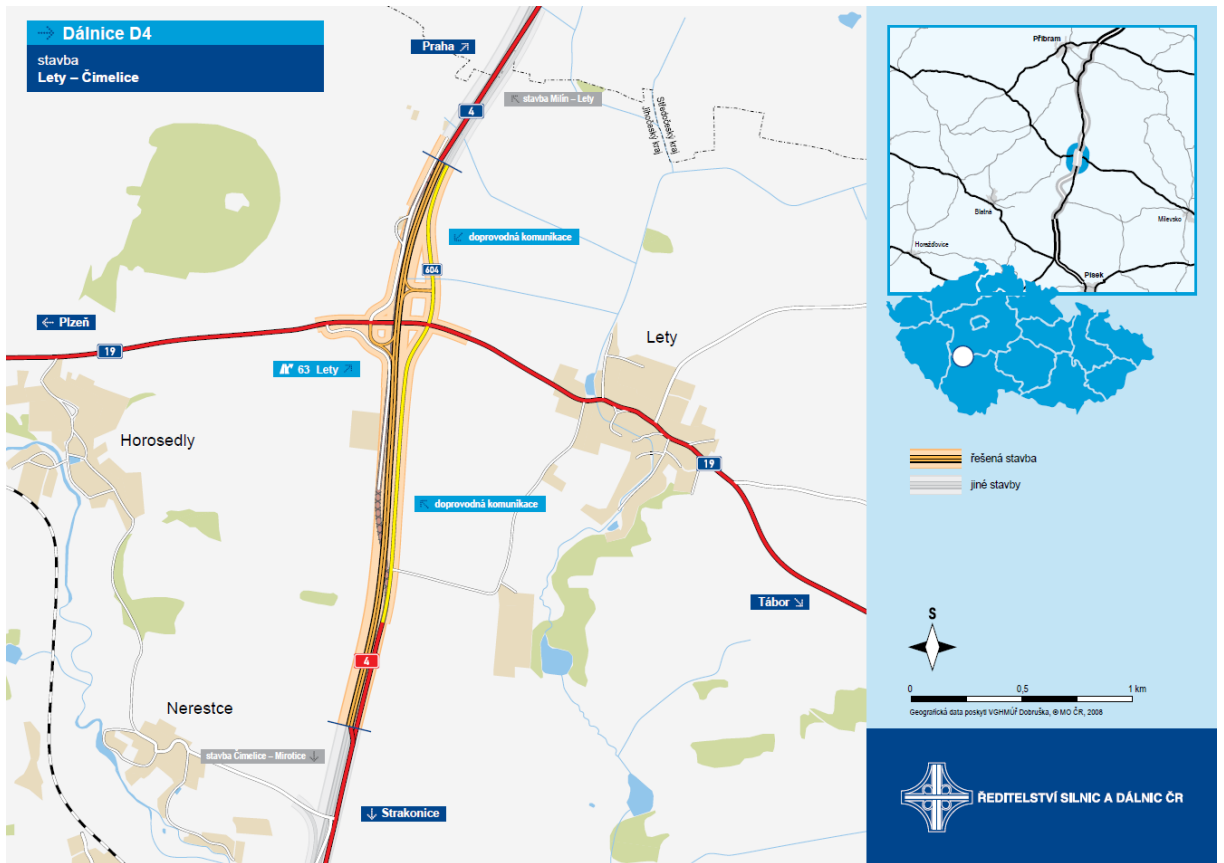 Dálnice D4
stavba
Lety – Čimelice
Praha
4
stavba Milín – Lety
Středočeský kraj
Jihočeský kraj
doprovodná komunikace
604
Plzeň
19
63 Lety
Lety
Horosedly
19
doprovodná komunikace
Tábor
4
Nerestce
stavba Čimelice – Mirotice
Strakonice
Příbram
Blatná
Milevsko
Horažďovice
Písek
řešená stavba
jiné stavby
S
0 0,5 1 km
Geografická data poskytl VGHMÚř Dobruška, © MO ČR, 2008
ŘEDITELSTVÍ SILNIC A DÁLNIC ČR